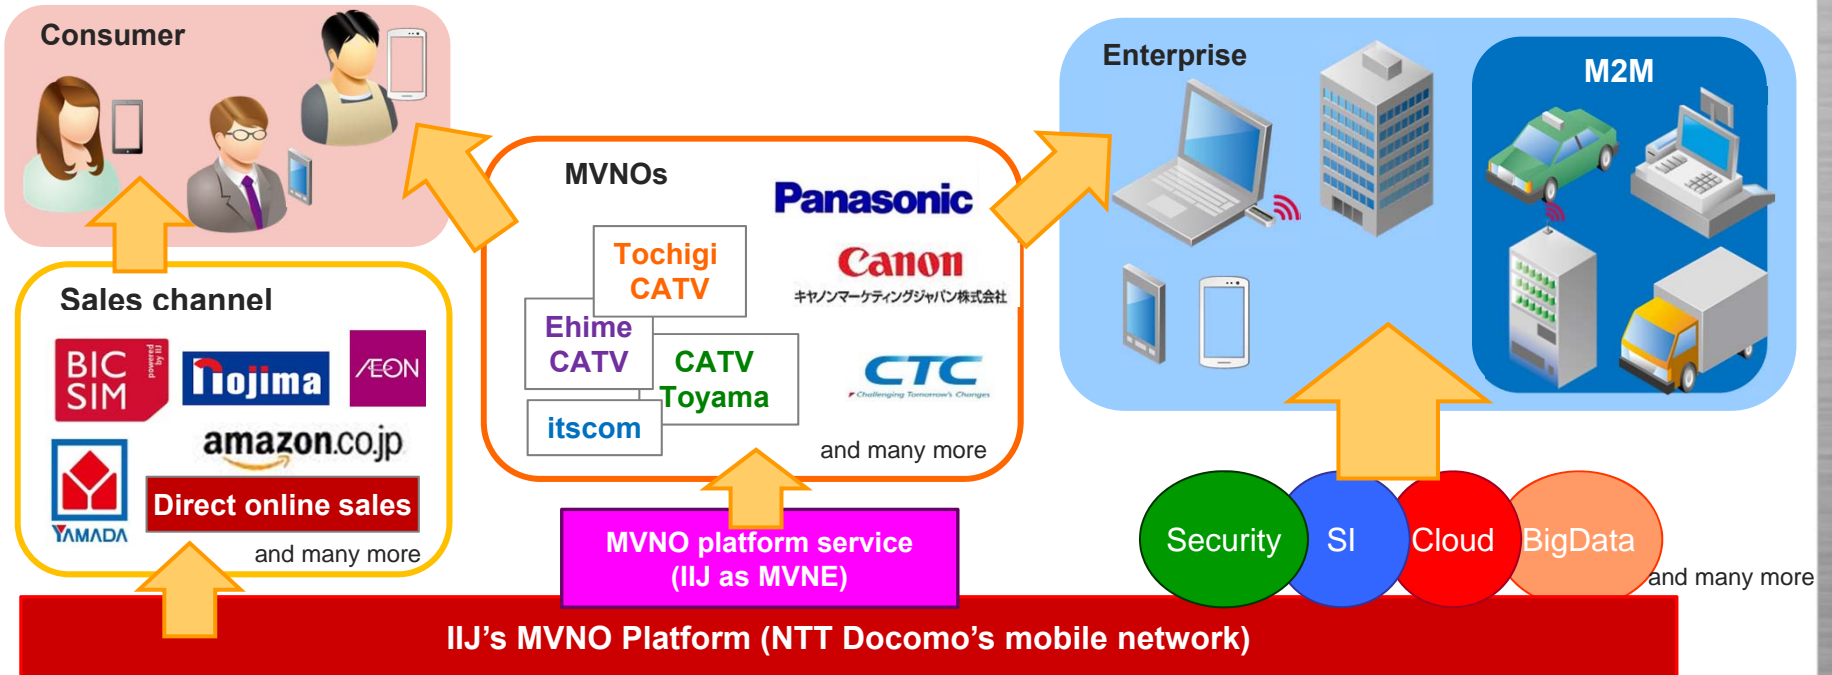 Consumer
Sales channel
BIC
SIM
powered
by IIJ
nojima
ÆON
YAMADA
amazon.co.jp
Direct online sales
and many more
MVNOs
Panasonic
Tochigi
CATV
Canon
キヤノンマーケティングジャパン株式会社
Ehime
CATV
CATV
Toyama
CTC
Challenging Tomorrow's Changes
itscom
and many more
MVNO platform service
(IIJ as MVNE)
Enterprise
M2M
Security
SI
Cloud
BigData
and many more
IIJ’s MVNO Platform (NTT Docomo’s mobile network)